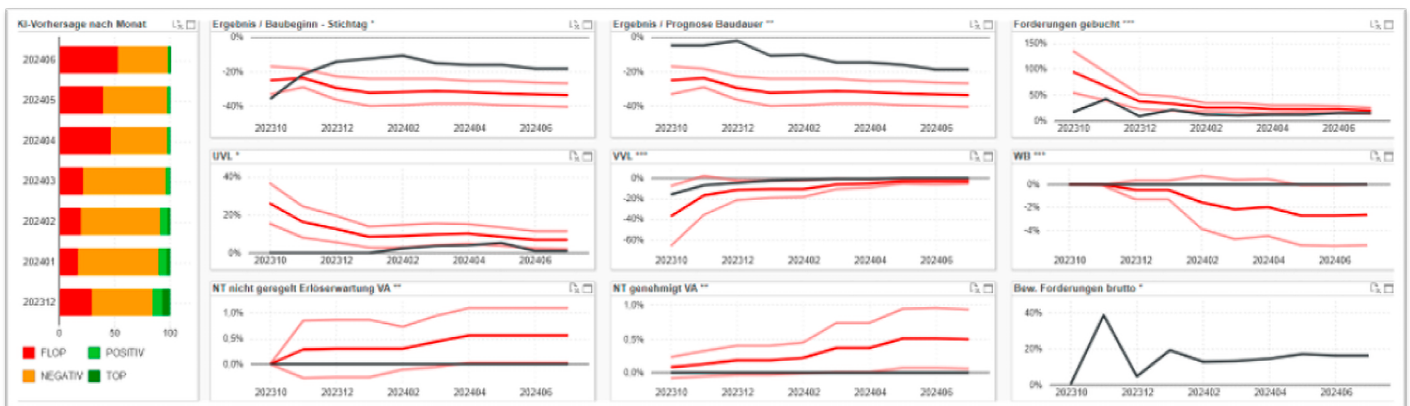 KI-Vorhersage nach Monat
202406
202405
202404
202403
202402
202401
202312
0 50 100
FLOP POSITIV
NEGATIV TOP
Ergebnis / Baubeginn - Stichtag *
0%
-20%
-40%
202310 202312 202402 202404 202406
Ergebnis / Prognose Baudauer **
0%
-20%
-40%
202310 202312 202402 202404 202406
Forderungen gebucht ***
150%
100%
50%
0%
202310 202312 202402 202404 202406
UVL *
40%
20%
0%
202310 202312 202402 202404 202406
VVL ***
0%
-20%
-40%
-60%
202310 202312 202402 202404 202406
WB ***
0%
-2%
-4%
202310 202312 202402 202404 202406
NT nicht geregelt Erlöserwartung VA **
1,0%
0,5%
0,0%
202310 202312 202402 202404 202406
NT genehmigt VA **
1,0%
0,5%
0,0%
202310 202312 202402 202404 202406
Bew. Forderungen brutto *
40%
20%
0%
202310 202312 202402 202404 202406